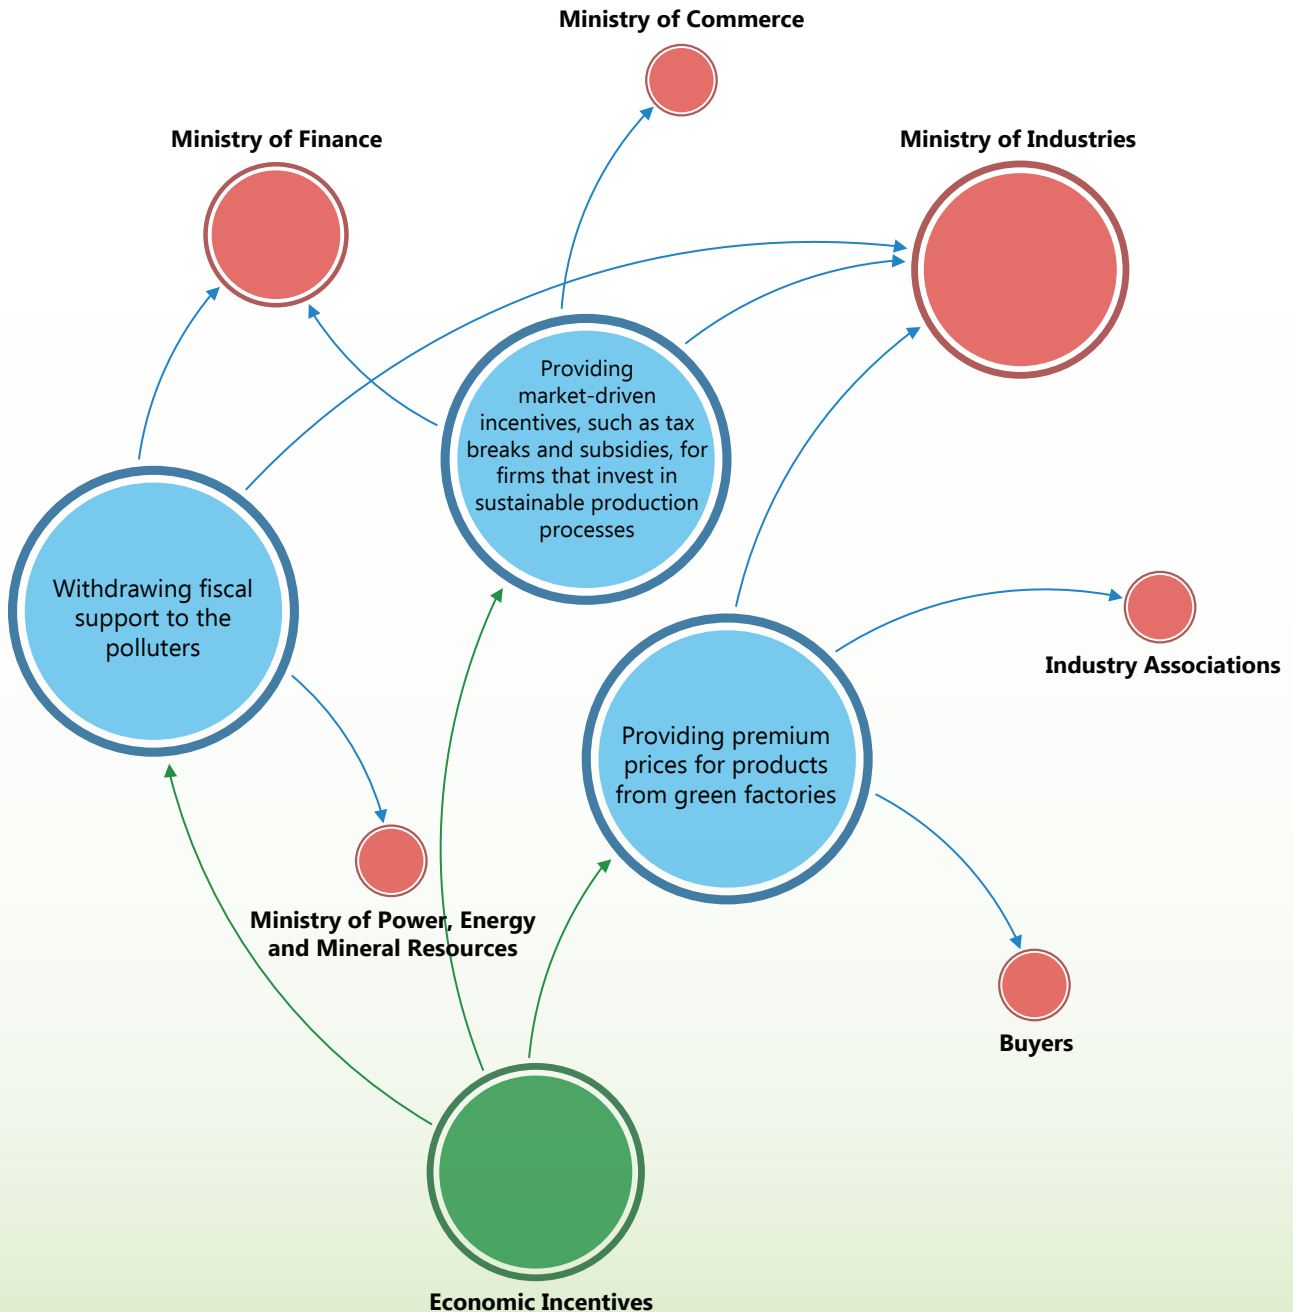 Ministry of Commerce
Ministry of Finance
Ministry of Industries
Providing
market-driven
incentives, such as tax
breaks and subsidies, for
firms that invest in
sustainable production
processes
Withdrawing fiscal
support to the
polluters
Industry Associations
Providing premium
prices for products
from green factories
Ministry of Power, Energy
and Mineral Resources
Buyers
Economic Incentives